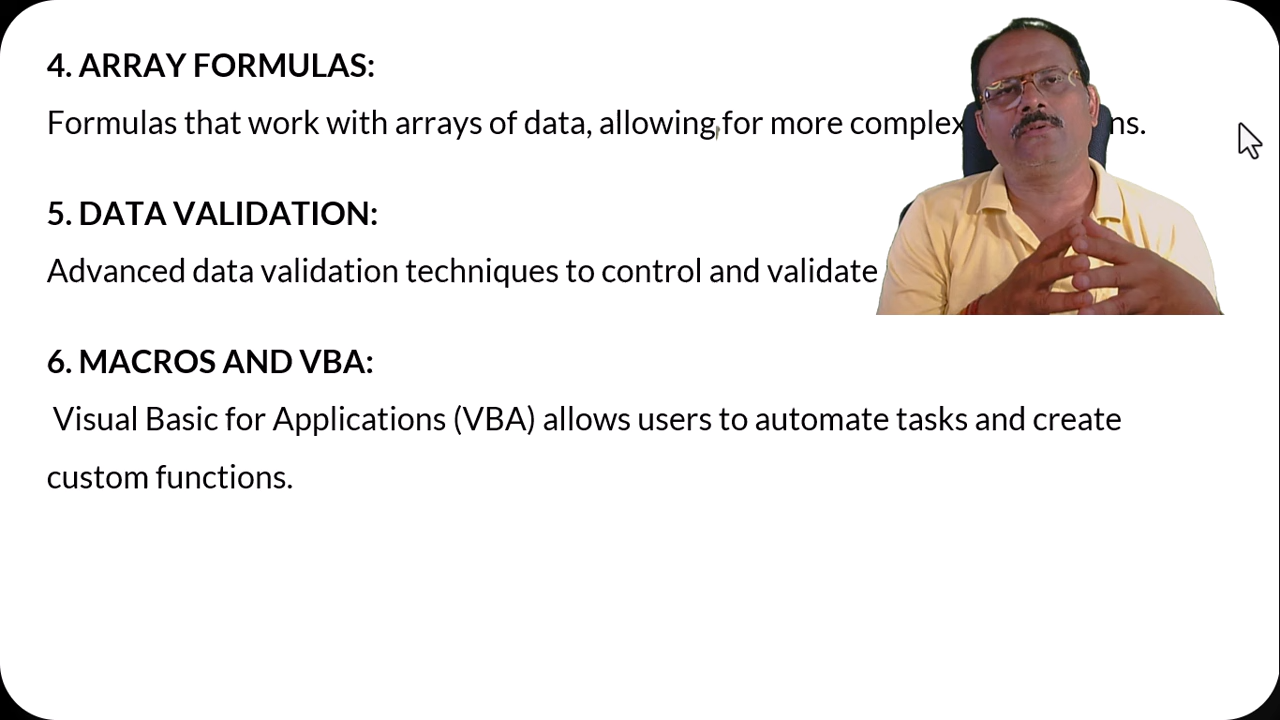 4. ARRAY FORMULAS:
Formulas that work with arrays of data, allowing for more complex
5. DATA VALIDATION:
Advanced data validation techniques to control and validate
6. MACROS AND VBA:
Visual Basic for Applications (VBA) allows users to automate tasks and create
custom functions.